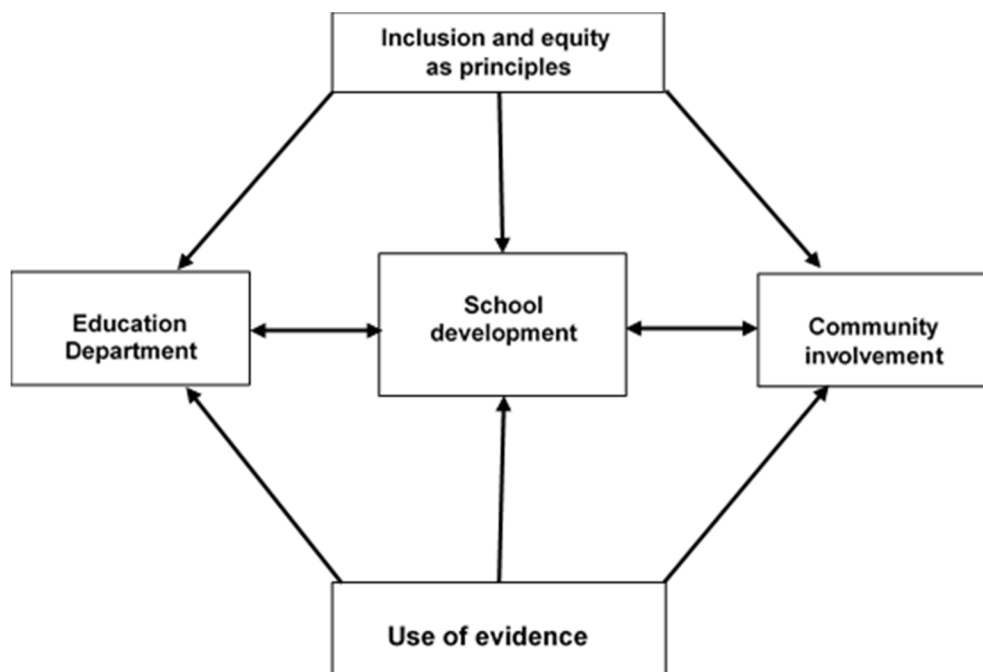 Inclusion and equity
as principles
Education
Department
School
development
Community
involvement
Use of evidence